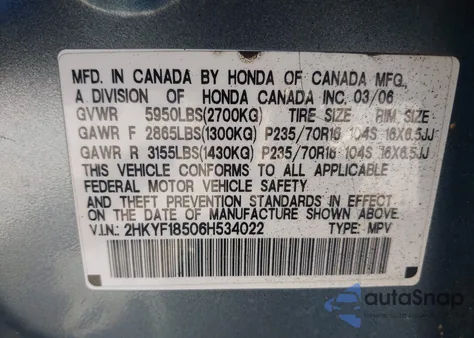 MFD. IN CANADA BY HONDA OF CANADA MFG.,
A DIVISION OF HONDA CANADA INC. 03/06
GVWR 5950LBS(2700KG) TIRE SIZE RIM SIZE
GAWR F 2865LBS(1300KG) P235/70R16 104S 16X6.5JJ
GAWR R 3155LBS(1430KG) P235/70R16 104S 16X6.5JJ
THIS VEHICLE CONFORMS TO ALL APPLICABLE
FEDERAL MOTOR VEHICLE SAFETY
AND THEFT PREVENTION STANDARDS IN EFFECT
ON THE DATE OF MANUFACTURE SHOWN ABOVE.
V.I.N.: 2HKYF18506H534022 TYPE: MPV
autaSnap